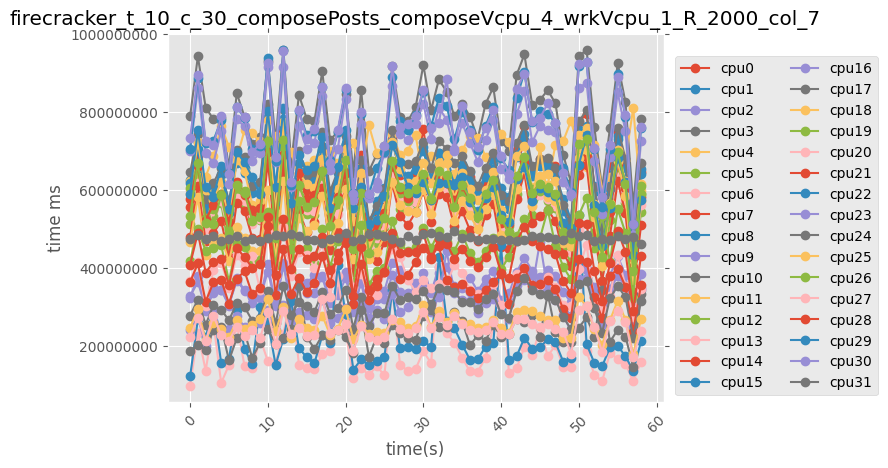 firecracker_t_10_c_30_composePosts_composeVcpu_4_wrkVcpu_1_R_2000_col_7
1000000000
800000000
600000000
400000000
200000000
time ms
0
10
20
30
40
50
60
time(s)
cpu0
cpu1
cpu2
cpu3
cpu4
cpu5
cpu6
cpu7
cpu8
cpu9
cpu10
cpu11
cpu12
cpu13
cpu14
cpu15
cpu16
cpu17
cpu18
cpu19
cpu20
cpu21
cpu22
cpu23
cpu24
cpu25
cpu26
cpu27
cpu28
cpu29
cpu30
cpu31